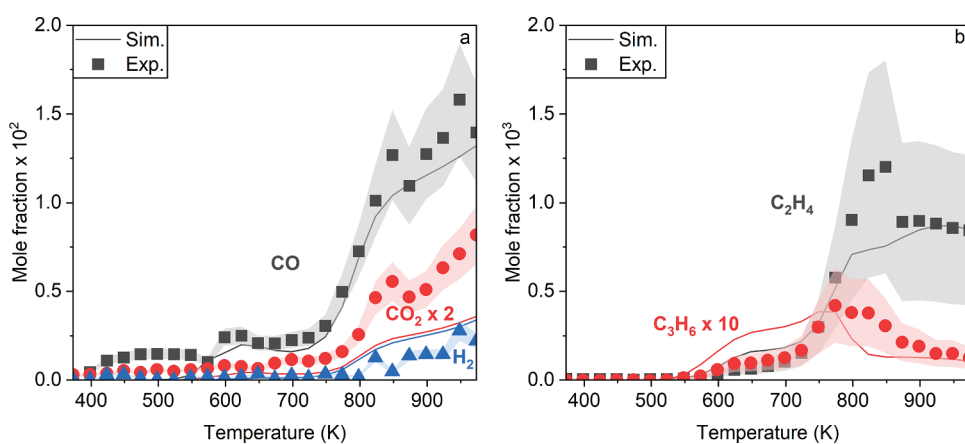 2.0
Sim.
Exp.
a
1.5
1.0
0.5
0.0
Mole fraction x 10²
CO
CO₂ x 2
H₂
400 500 600 700 800 900
Temperature (K)
2.0
Sim.
Exp.
b
1.5
1.0
0.5
0.0
Mole fraction x 10³
C₂H₄
C₃H₆ x 10
400 500 600 700 800 900
Temperature (K)